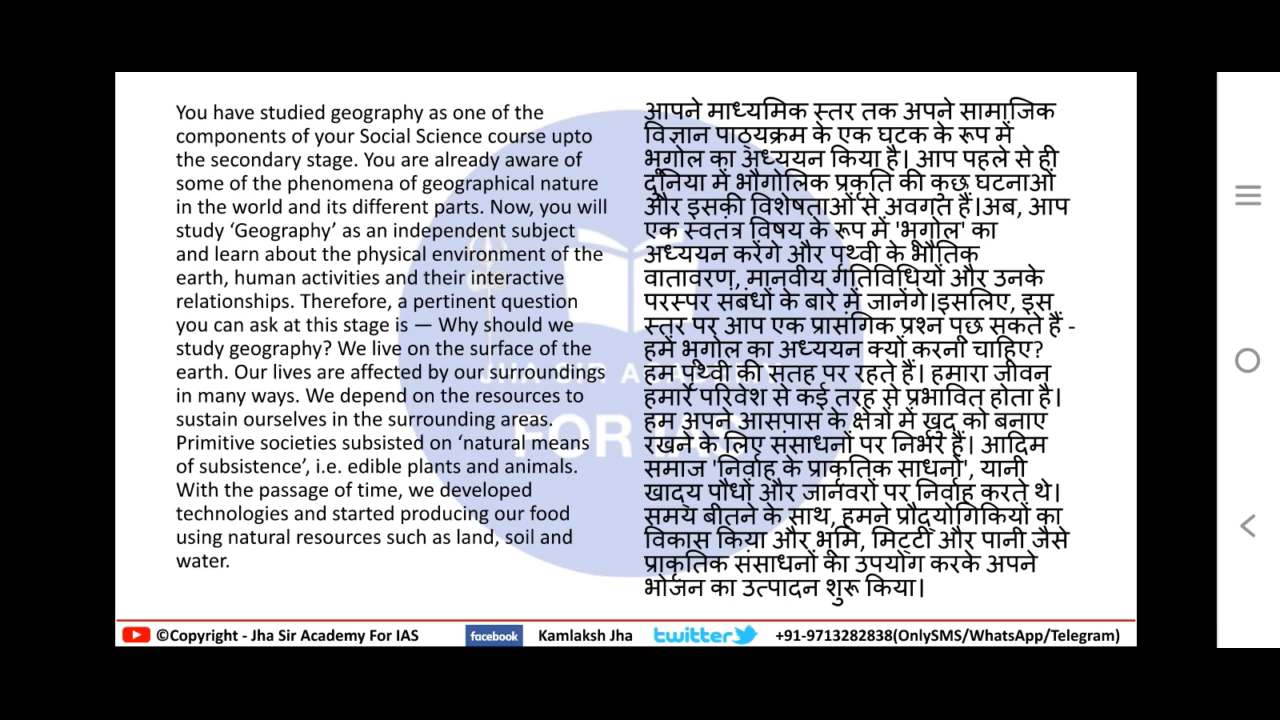 You have studied geography as one of the
components of your Social Science course upto
the secondary stage. You are already aware of
some of the phenomena of geographical nature
in the world and its different parts. Now, you will
study ‘Geography’ as an independent subject
and learn about the physical environment of the
earth, human activities and their interactive
relationships. Therefore, a pertinent question
you can ask at this stage is — Why should we
study geography? We live on the surface of the
earth. Our lives are affected by our surroundings
in many ways. We depend on the resources to
sustain ourselves in the surrounding areas.
Primitive societies subsisted on ‘natural means
of subsistence’, i.e. edible plants and animals.
With the passage of time, we developed
technologies and started producing our food
using natural resources such as land, soil and
water.
आपने माध्यमिक स्तर तक अपने सामाजिक
विज्ञान पाठ्यक्रम के एक घटक के रूप में
भूगोल का अध्ययन किया है। आप पहले से ही
दुनिया में भौगोलिक प्रकृति की कुछ घटनाओं
और इसकी विशेषताओं से अवगत हैं।अब, आप
एक स्वतंत्र विषय के रूप में 'भूगोल' का
अध्ययन करेंगे और पृथ्वी के भौतिक
वातावरण, मानवीय गतिविधियों और उनके
परस्पर संबंधों के बारे में जानेंगे।इसलिए, इस
स्तर पर आप एक प्रासंगिक प्रश्न पूछ सकते हैं -
हमें भूगोल का अध्ययन क्यों करना चाहिए?
हम पृथ्वी की सतह पर रहते हैं। हमारा जीवन
हमारे परिवेश से कई तरह से प्रभावित होता है।
हम अपने आसपास के क्षेत्रों में खुद को बनाए
रखने के लिए संसाधनों पर निर्भर हैं। आदिम
समाज 'निर्वाह के प्राकृतिक साधनों', यानी
खाद्य पौधों और जानवरों पर निर्वाह करते थे।
समय बीतने के साथ, हमने प्रौद्योगिकियों का
विकास किया और भूमि, मिट्टी और पानी जैसे
प्राकृतिक संसाधनों का उपयोग करके अपने
भोजन का उत्पादन शुरू किया।
JHA SIR ACADEMY
FOR IAS
©Copyright - Jha Sir Academy For IAS
facebook
Kamlaksh Jha
twitter
+91-9713282838(OnlySMS/WhatsApp/Telegram)